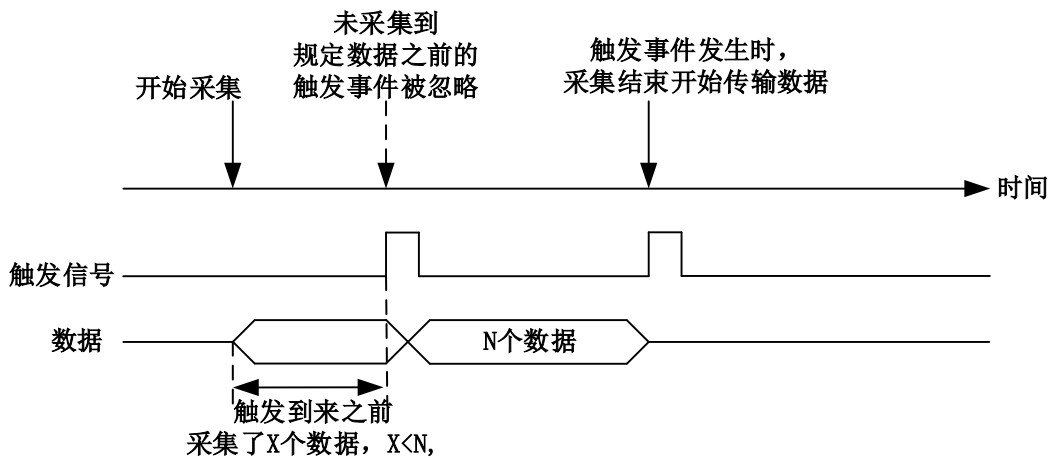 未采集到
规定数据之前的
触发事件被忽略
触发事件发生时，
采集结束开始传输数据
开始采集
时间
触发信号
数据
N个数据
触发到来之前
采集了X个数据，X<N,